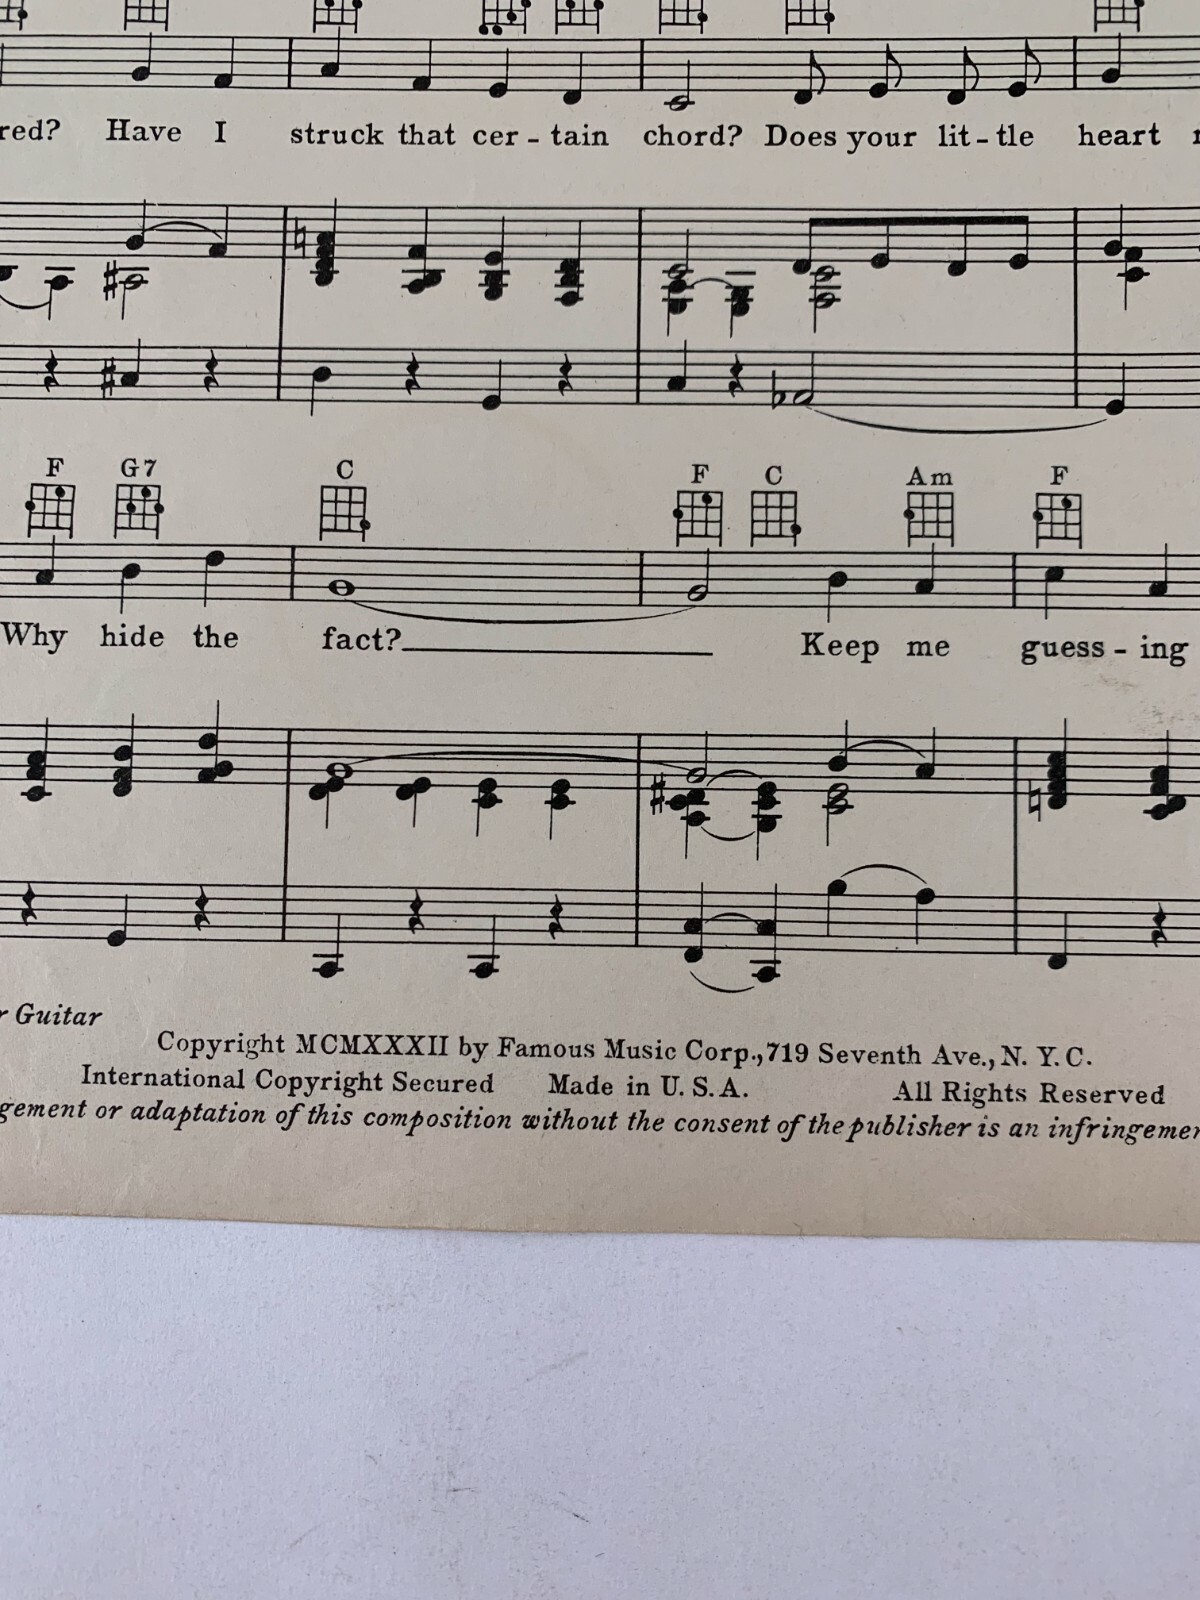 red? Have I struck that cer - tain chord? Does your lit - tle heart
F G7 C F C Am F
Why hide the fact? Keep me guess - ing
r Guitar
Copyright MCMXXXII by Famous Music Corp., 719 Seventh Ave., N. Y. C.
International Copyright Secured Made in U. S. A. All Rights Reserved
gement or adaptation of this composition without the consent of the publisher is an infringemen